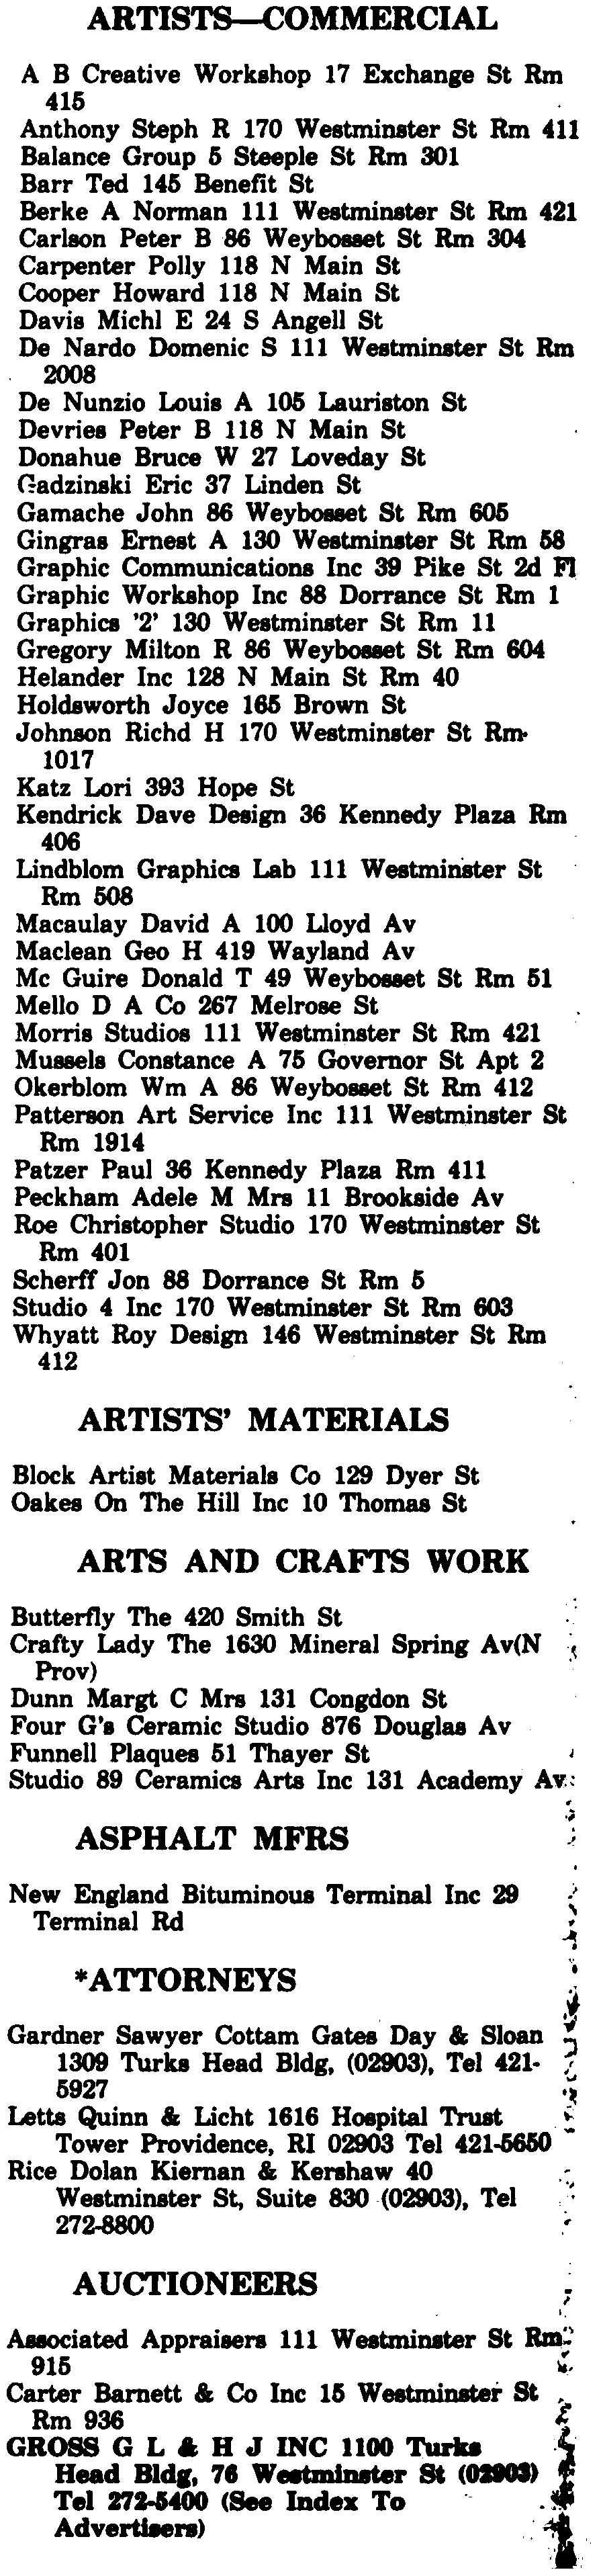 ARTISTS—COMMERCIAL
A B Creative Workshop 17 Exchange St Rm
415
Anthony Steph R 170 Westminster St Rm 411
Balance Group 5 Steeple St Rm 301
Barr Ted 145 Benefit St
Berke A Norman 111 Westminster St Rm 421
Carlson Peter B 86 Weybosset St Rm 304
Carpenter Polly 118 N Main St
Cooper Howard 118 N Main St
Davis Michl E 24 S Angell St
De Nardo Domenic S 111 Westminster St Rm
2008
De Nunzio Louis A 105 Lauriston St
Devries Peter B 118 N Main St
Donahue Bruce W 27 Loveday St
Gadzinski Eric 37 Linden St
Gamache John 86 Weybosset St Rm 605
Gingras Ernest A 130 Westminster St Rm 58
Graphic Communications Inc 39 Pike St 2d Fl
Graphic Workshop Inc 88 Dorrance St Rm 1
Graphics '2' 130 Westminster St Rm 11
Gregory Milton R 86 Weybosset St Rm 604
Helander Inc 128 N Main St Rm 40
Holdsworth Joyce 165 Brown St
Johnson Richd H 170 Westminster St Rm
1017
Katz Lori 393 Hope St
Kendrick Dave Design 36 Kennedy Plaza Rm
406
Lindblom Graphics Lab 111 Westminster St
Rm 508
Macaulay David A 100 Lloyd Av
Maclean Geo H 419 Wayland Av
Mc Guire Donald T 49 Weybosset St Rm 51
Mello D A Co 267 Melrose St
Morris Studios 111 Westminster St Rm 421
Mussels Constance A 75 Governor St Apt 2
Okerblom Wm A 86 Weybosset St Rm 412
Patterson Art Service Inc 111 Westminster St
Rm 1914
Patzer Paul 36 Kennedy Plaza Rm 411
Peckham Adele M Mrs 11 Brookside Av
Roe Christopher Studio 170 Westminster St
Rm 401
Scherff Jon 88 Dorrance St Rm 5
Studio 4 Inc 170 Westminster St Rm 603
Whyatt Roy Design 146 Westminster St Rm
412
ARTISTS' MATERIALS
Block Artist Materials Co 129 Dyer St
Oakes On The Hill Inc 10 Thomas St
ARTS AND CRAFTS WORK
Butterfly The 420 Smith St
Crafty Lady The 1630 Mineral Spring Av(N
Prov)
Dunn Margt C Mrs 131 Congdon St
Four G's Ceramic Studio 876 Douglas Av
Funnell Plaques 51 Thayer St
Studio 89 Ceramics Arts Inc 131 Academy Av
ASPHALT MFRS
New England Bituminous Terminal Inc 29
Terminal Rd
*ATTORNEYS
Gardner Sawyer Cottam Gates Day & Sloan
1309 Turks Head Bldg, (02903), Tel 421-
5927
Letts Quinn & Licht 1616 Hospital Trust
Tower Providence, RI 02903 Tel 421-5650
Rice Dolan Kiernan & Kershaw 40
Westminster St, Suite 830 (02903), Tel
272-8800
AUCTIONEERS
Associated Appraisers 111 Westminster St Rm
915
Carter Barnett & Co Inc 15 Westminster St
Rm 936
GROSS G L & H J INC 1100 Turks
Head Bldg, 76 Westminster St (02903)
Tel 272-5400 (See Index To
Advertisers)